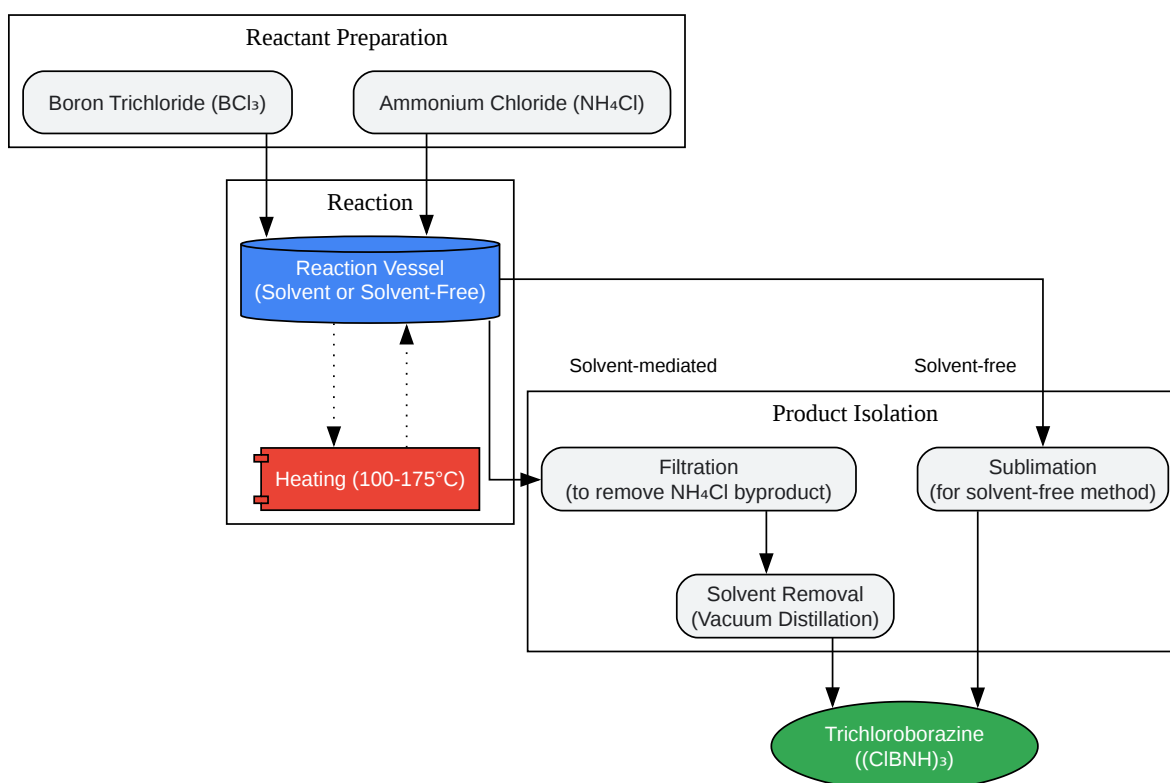 Reactant Preparation
Boron Trichloride (BCl₃)
Ammonium Chloride (NH₄Cl)
Reaction
Reaction Vessel
(Solvent or Solvent-Free)
Heating (100-175°C)
Solvent-mediated
Solvent-free
Product Isolation
Filtration
(to remove NH₄Cl byproduct)
Sublimation
(for solvent-free method)
Solvent Removal
(Vacuum Distillation)
Trichloroborazine
((ClBNH)₃)